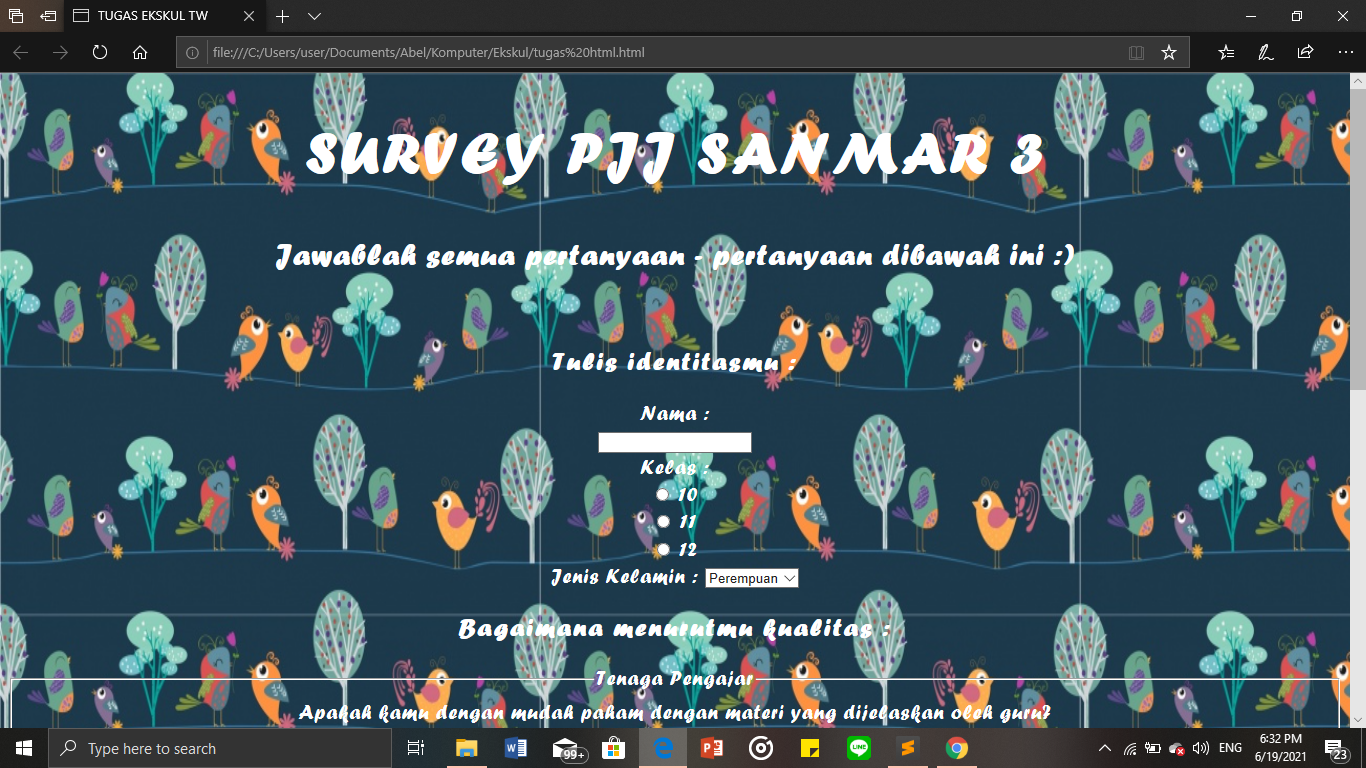 TUGAS EKSKUL TW
file:///C:/Users/user/Documents/Abel/Komputer/Ekskul/tugas%20html.html
SURVEY PJJ SANMAR 3
Jawablah semua pertanyaan - pertanyaan dibawah ini :)
Tulis identitasmu :
Nama :
Kelas :
10
11
12
Jenis Kelamin : Perempuan
Bagaimana menurutmu kualitas :
Tenaga Pengajar
Apakah kamu dengan mudah paham dengan materi yang dijelaskan oleh guru?
Type here to search
99+
LINE
ENG
6:32 PM
6/19/2021
23